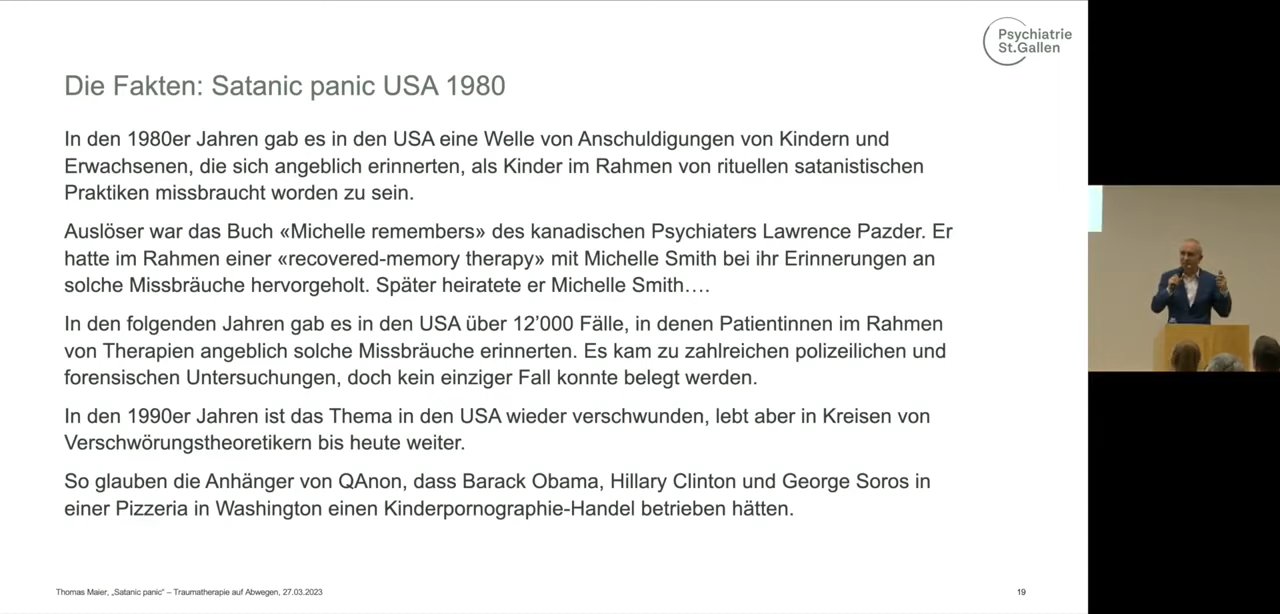 Psychiatrie
St.Gallen
Die Fakten: Satanic panic USA 1980
In den 1980er Jahren gab es in den USA eine Welle von Anschuldigungen von Kindern und
Erwachsenen, die sich angeblich erinnerten, als Kinder im Rahmen von rituellen satanistischen
Praktiken missbraucht worden zu sein.
Auslöser war das Buch «Michelle remembers» des kanadischen Psychiaters Lawrence Pazder. Er
hatte im Rahmen einer «recovered-memory therapy» mit Michelle Smith bei ihr Erinnerungen an
solche Missbräuche hervorgeholt. Später heiratete er Michelle Smith….
In den folgenden Jahren gab es in den USA über 12’000 Fälle, in denen Patientinnen im Rahmen
von Therapien angeblich solche Missbräuche erinnerten. Es kam zu zahlreichen polizeilichen und
forensischen Untersuchungen, doch kein einziger Fall konnte belegt werden.
In den 1990er Jahren ist das Thema in den USA wieder verschwunden, lebt aber in Kreisen von
Verschwörungstheoretikern bis heute weiter.
So glauben die Anhänger von QAnon, dass Barack Obama, Hillary Clinton und George Soros in
einer Pizzeria in Washington einen Kinderpornographie-Handel betrieben hätten.
Thomas Maier, „Satanic panic“ – Traumatherapie auf Abwegen, 27.03.2023
19